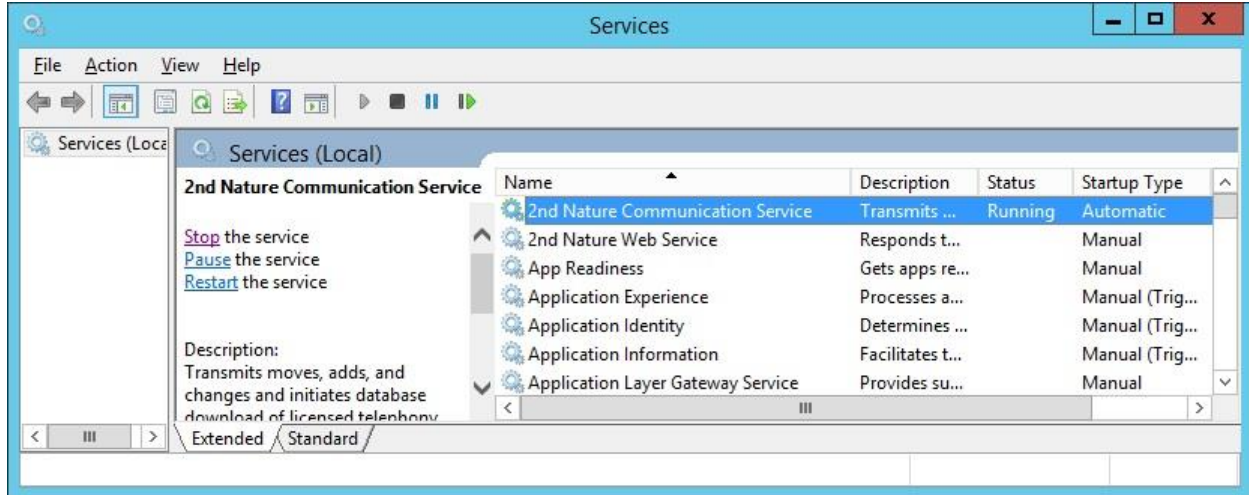 Services
File Action View Help
Services (Loca
Services (Local)
2nd Nature Communication Service
Stop the service
Pause the service
Restart the service
Description:
Transmits moves, adds, and
changes and initiates database
download of licensed telephony
Name Description Status Startup Type
2nd Nature Communication Service Transmits ... Running Automatic
2nd Nature Web Service Responds t... Manual
App Readiness Gets apps re... Manual
Application Experience Processes a... Manual (Trig...
Application Identity Determines ... Manual (Trig...
Application Information Facilitates t... Manual (Trig...
Application Layer Gateway Service Provides su... Manual
Extended Standard